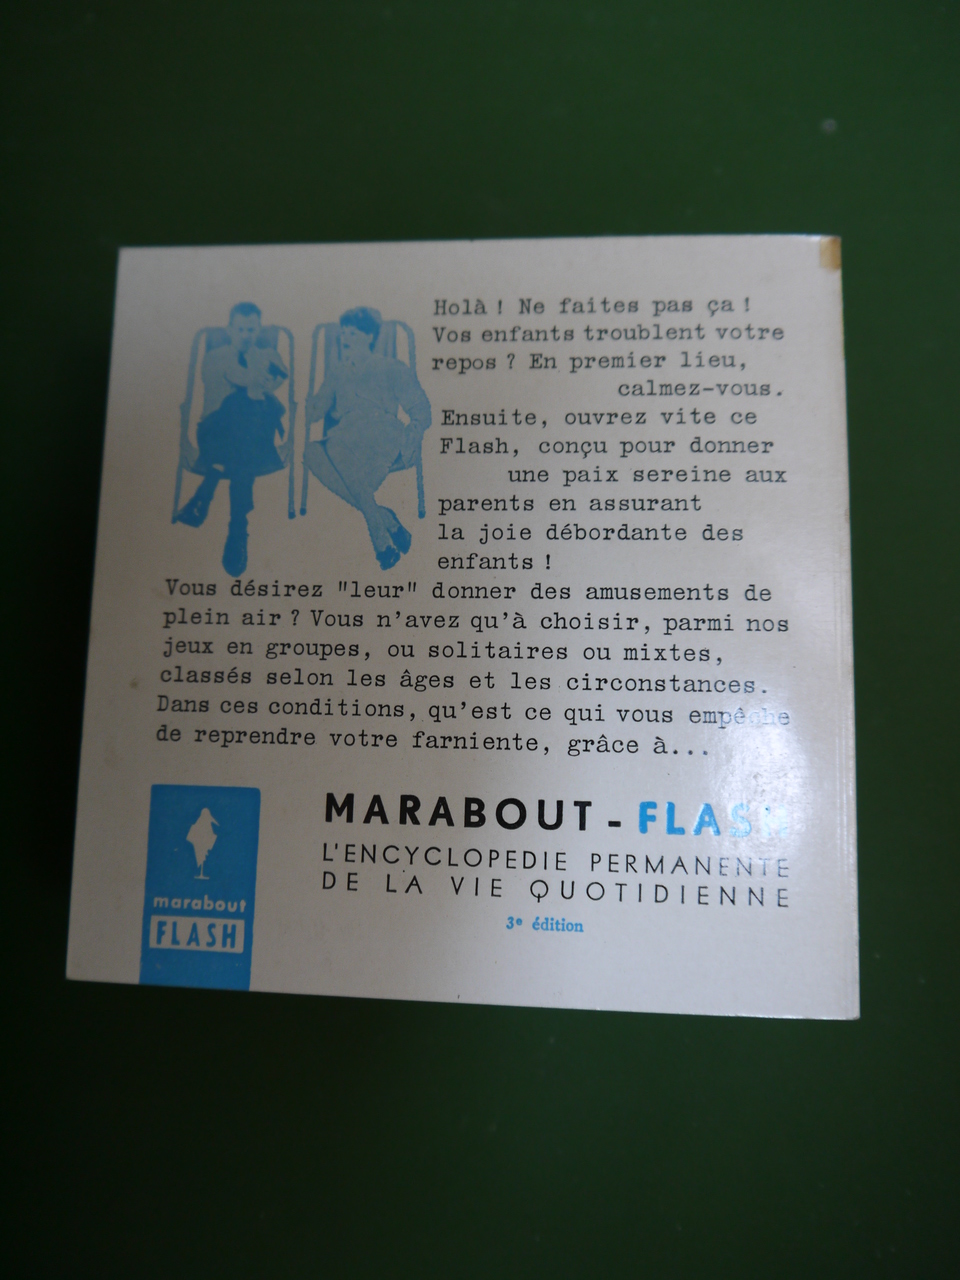 Holà ! Ne faites pas ça !
Vos enfants troublent votre
repos ? En premier lieu,
calmez-vous.
Ensuite, ouvrez vite ce
Flash, conçu pour donner
une paix sereine aux
parents en assurant
la joie débordante des
enfants !
Vous désirez "leur" donner des amusements de
plein air ? Vous n'avez qu'à choisir, parmi nos
jeux en groupes, ou solitaires ou mixtes,
classés selon les âges et les circonstances.
Dans ces conditions, qu'est ce qui vous empêche
de reprendre votre farniente, grâce à...
MARABOUT - FLASH
L'ENCYCLOPEDIE PERMANENTE
DE LA VIE QUOTIDIENNE
3e édition
marabout
FLASH